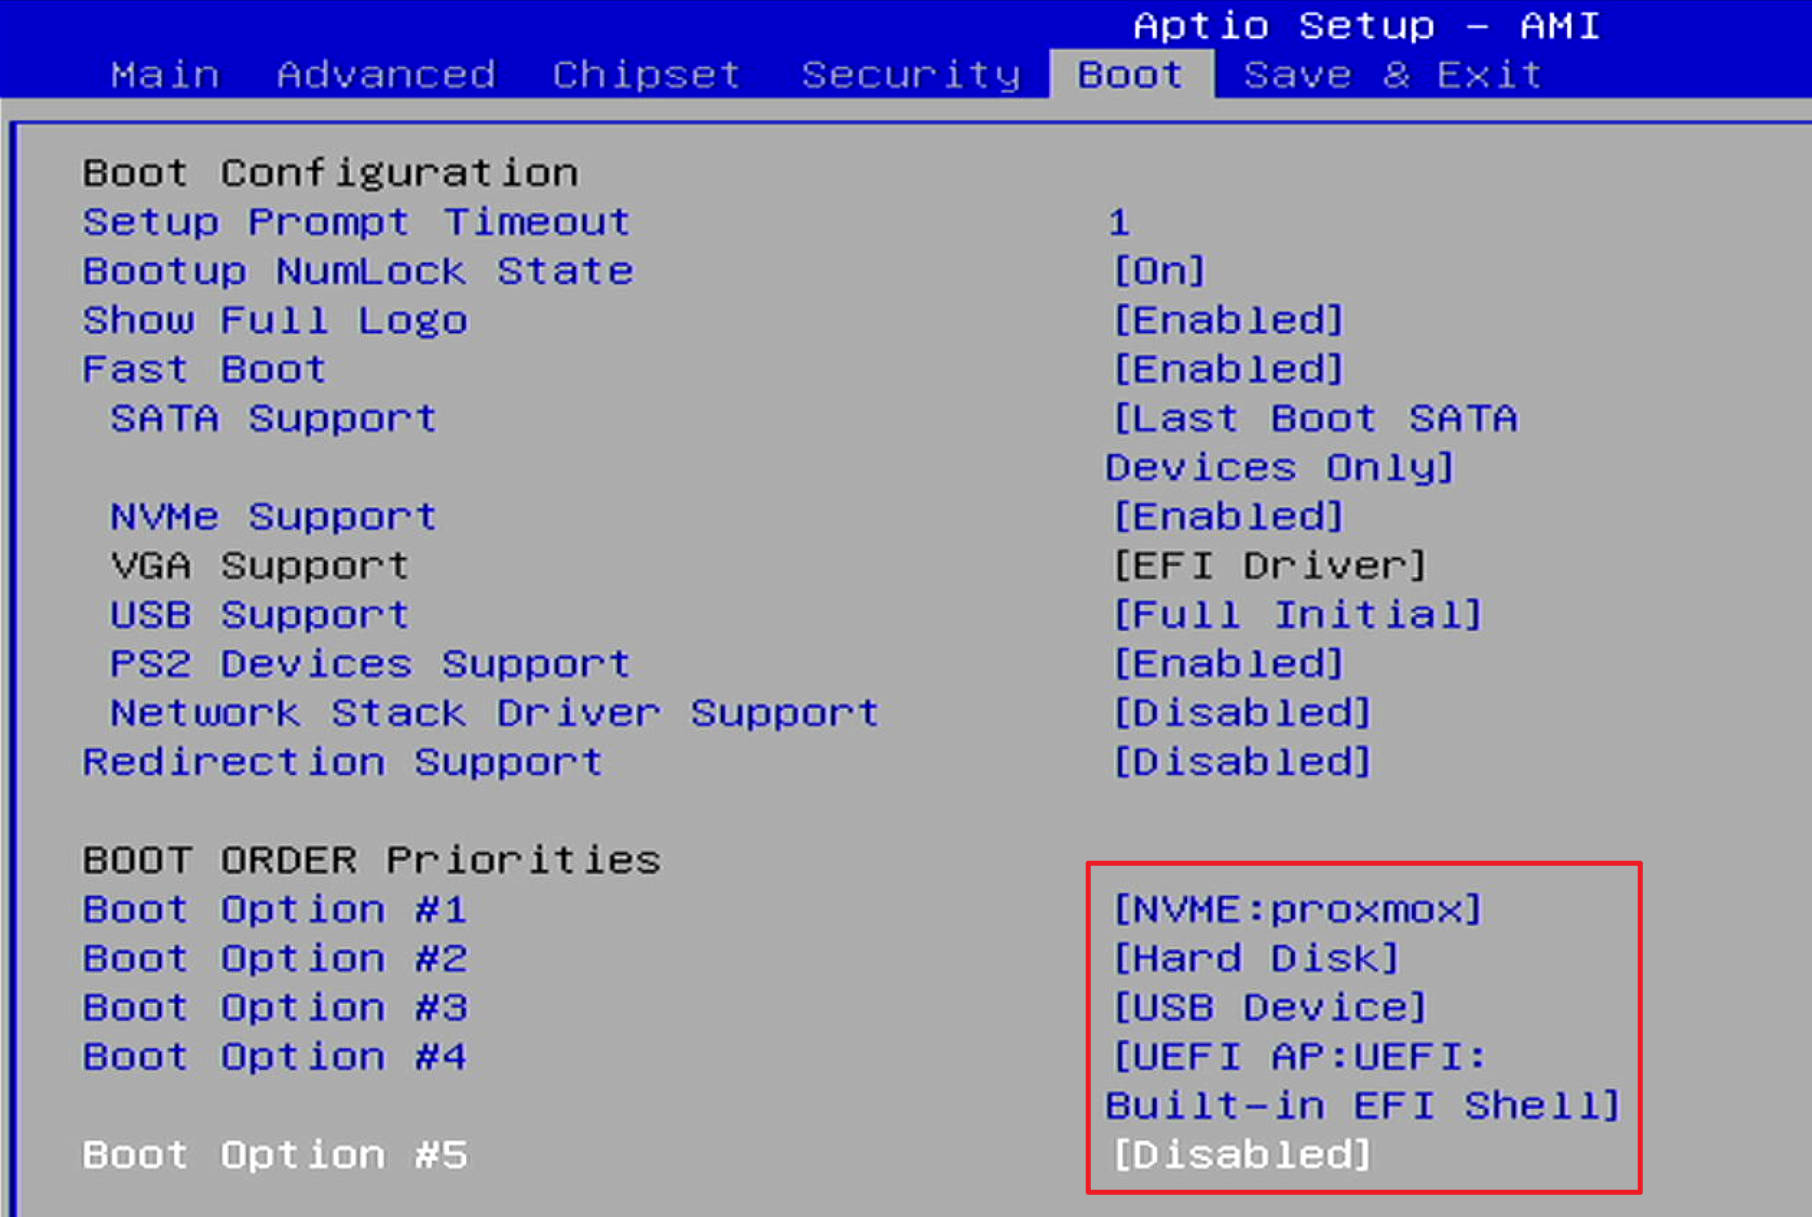 Aptio Setup – AMI
Main Advanced Chipset Security Boot Save & Exit
Boot Configuration
Setup Prompt Timeout 1
Bootup NumLock State [On]
Show Full Logo [Enabled]
Fast Boot [Enabled]
SATA Support [Last Boot SATA
Devices Only]
NVMe Support [Enabled]
VGA Support [EFI Driver]
USB Support [Full Initial]
PS2 Devices Support [Enabled]
Network Stack Driver Support [Disabled]
Redirection Support [Disabled]
BOOT ORDER Priorities
Boot Option #1 [NVME:proxmox]
Boot Option #2 [Hard Disk]
Boot Option #3 [USB Device]
Boot Option #4 [UEFI AP:UEFI:
Built-in EFI Shell]
Boot Option #5 [Disabled]